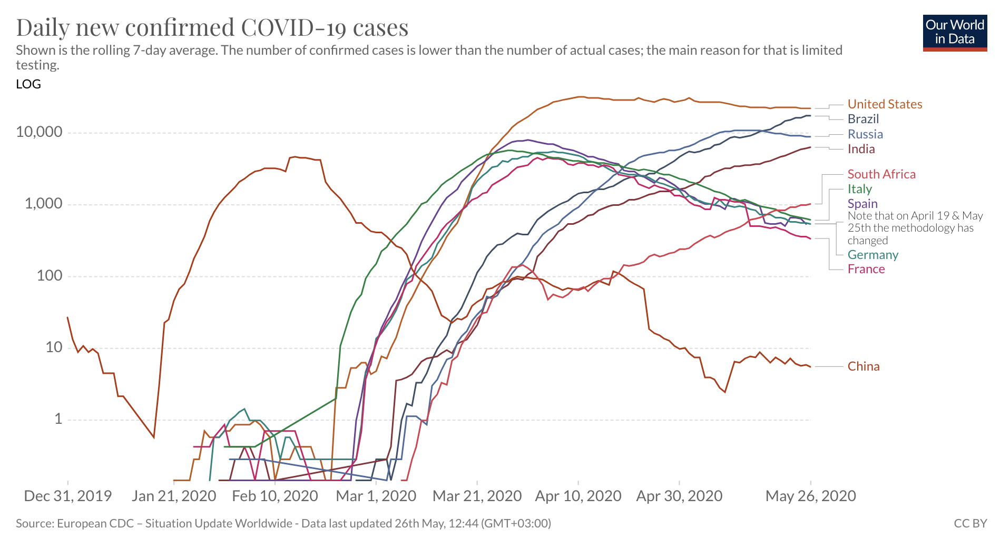 Daily new confirmed COVID-19 cases
Our World
in Data
Shown is the rolling 7-day average. The number of confirmed cases is lower than the number of actual cases; the main reason for that is limited
testing.
LOG
10,000
1,000
100
10
1
United States
Brazil
Russia
India
South Africa
Italy
Spain
Note that on April 19 & May
25th the methodology has
changed
Germany
France
China
Dec 31, 2019
Jan 21, 2020
Feb 10, 2020
Mar 1, 2020
Mar 21, 2020
Apr 10, 2020
Apr 30, 2020
May 26, 2020
Source: European CDC – Situation Update Worldwide - Data last updated 26th May, 12:44 (GMT+03:00)
CC BY